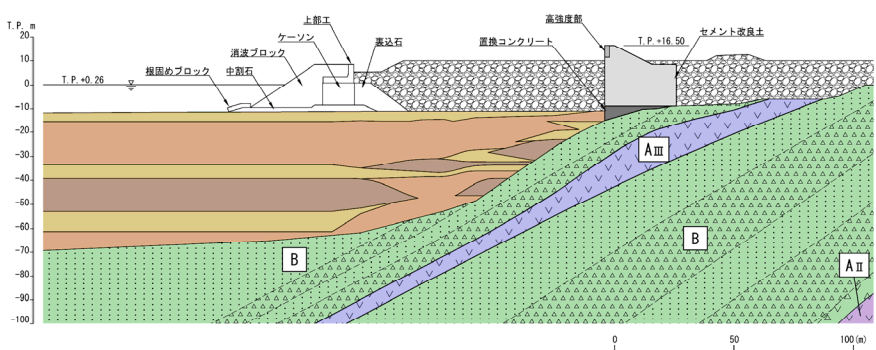 T.P. m
20
10
0
-10
-20
-30
-40
-50
-60
-70
-80
-90
-100
T.P.+0.26
根固めブロック
消波ブロック
中割石
ケーソン
上部工
裏込石
置換コンクリート
高強度部
T.P.+16.50
セメント改良土
AⅢ
B
B
AⅡ
0
50
100(m)